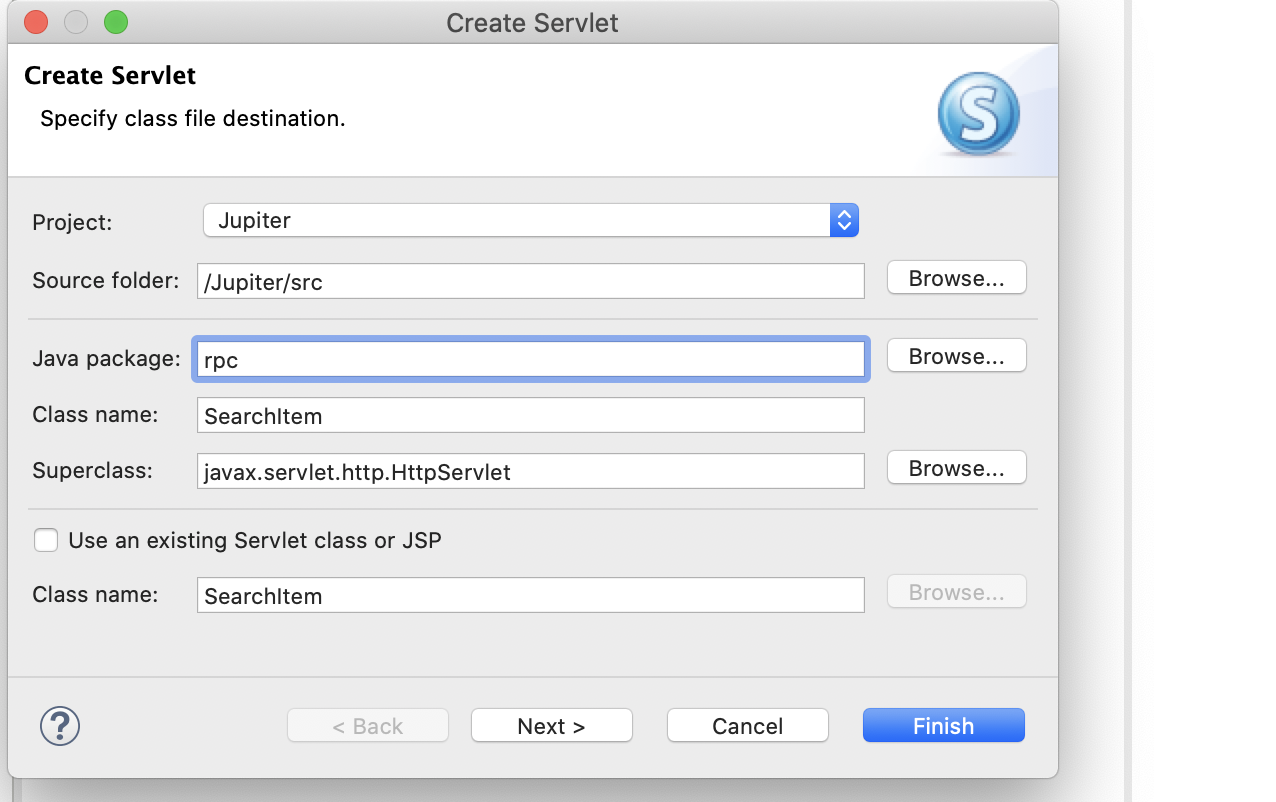 Create Servlet
Create Servlet
Specify class file destination.
S
Project: Jupiter
Source folder: /Jupiter/src Browse...
Java package: rpc Browse...
Class name: SearchItem
Superclass: javax.servlet.http.HttpServlet Browse...
Use an existing Servlet class or JSP
Class name: SearchItem Browse...
? < Back Next > Cancel Finish